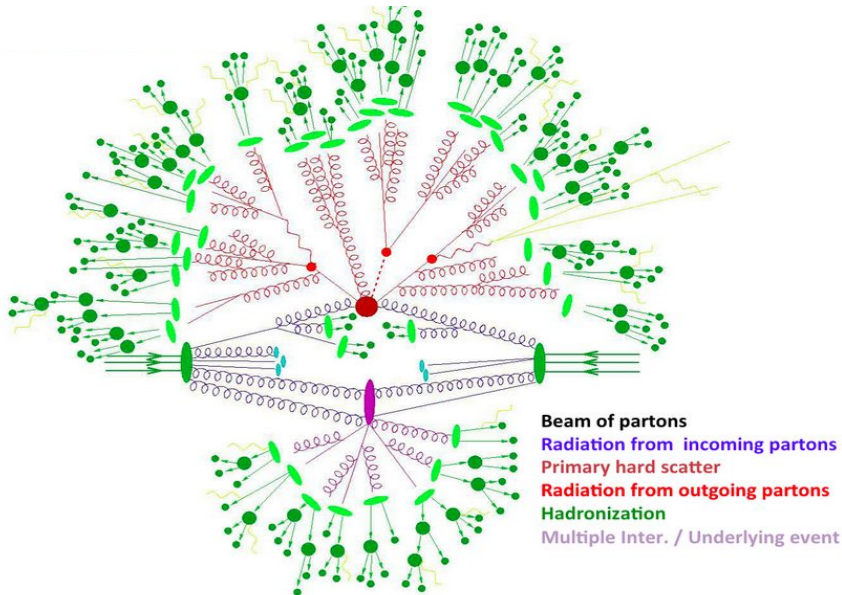 Beam of partons
Radiation from  incoming partons
Primary hard scatter
Radiation from outgoing partons
Hadronization
Multiple Inter. / Underlying event